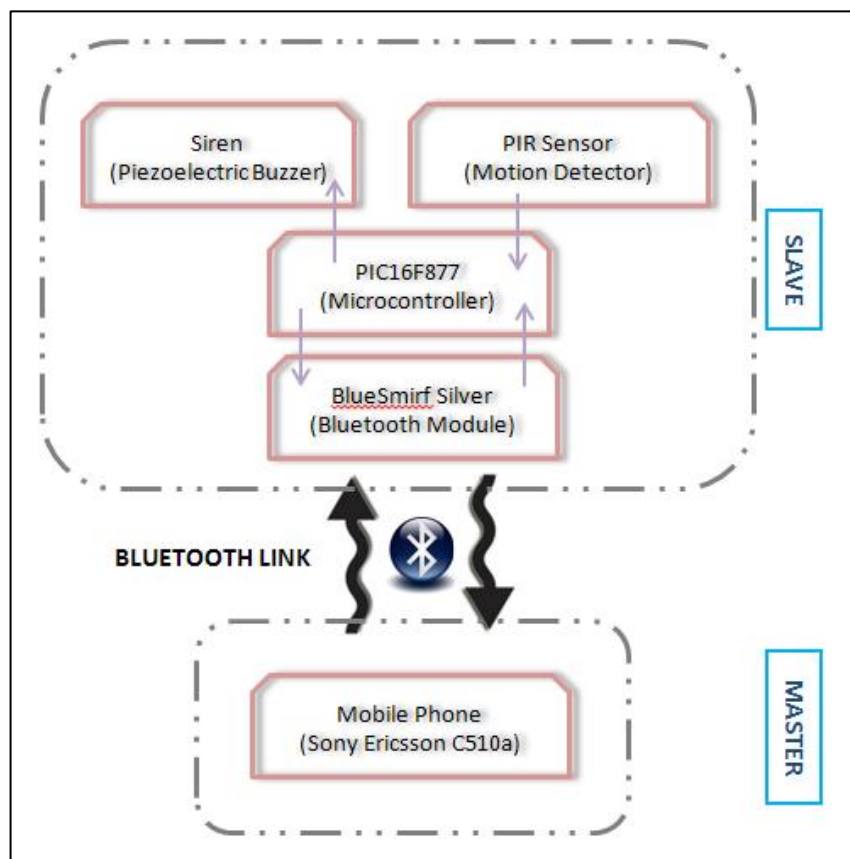 Siren
(Piezoelectric Buzzer)
PIR Sensor
(Motion Detector)
SLAVE
PIC16F877
(Microcontroller)
BlueSmirf Silver
(Bluetooth Module)
BLUETOOTH LINK
Mobile Phone
(Sony Ericsson C510a)
MASTER